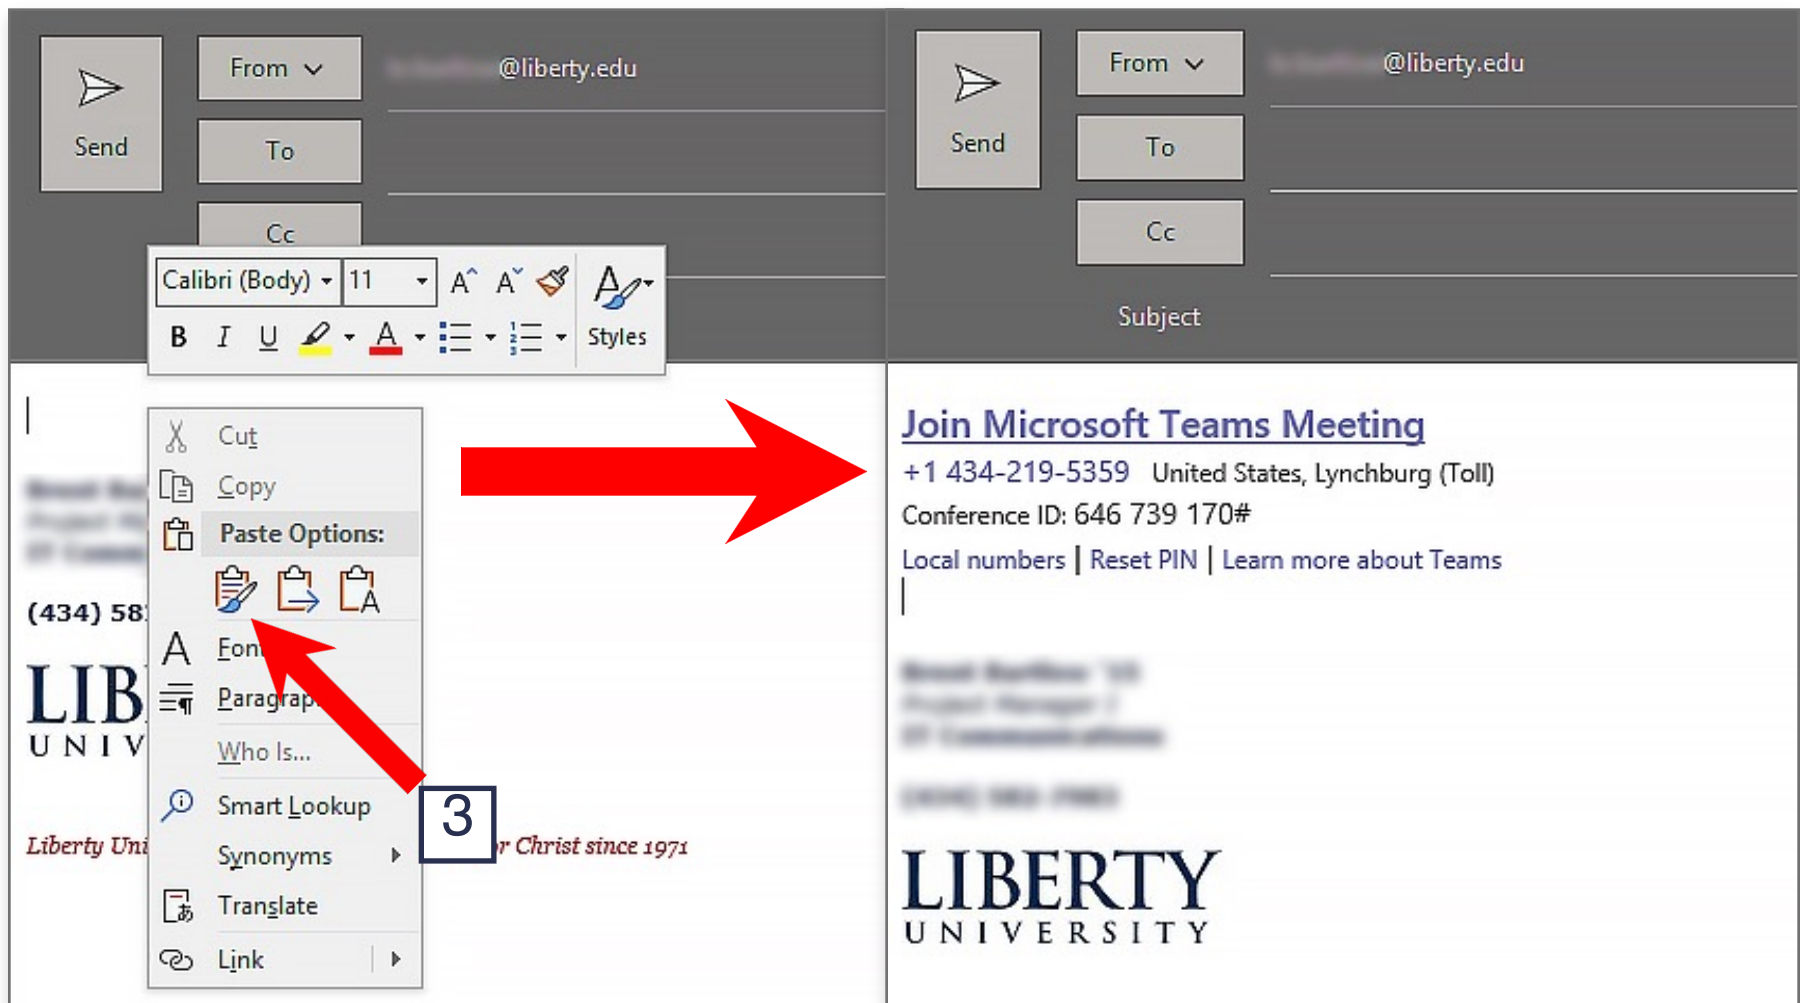 Send
From
@liberty.edu
To
Cc
Calibri (Body)
11
A A
Styles
B I U A
Cut
Copy
Paste Options:
Font
Paragraph
Who Is...
Smart Lookup
Synonyms
Translate
Link
(434) 58
LIB
UNIV
3
Liberty Uni
r Christ since 1971
Send
From
@liberty.edu
To
Cc
Subject
Join Microsoft Teams Meeting
+1 434-219-5359 United States, Lynchburg (Toll)
Conference ID: 646 739 170#
Local numbers | Reset PIN | Learn more about Teams
LIBERTY
UNIVERSITY